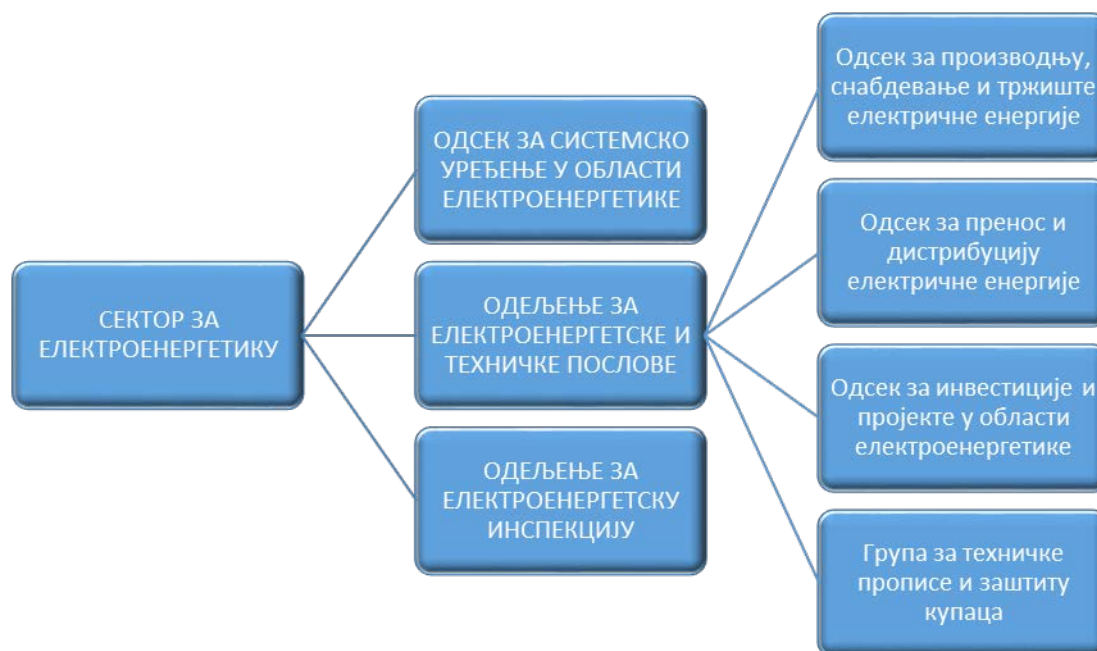 СЕКТОР ЗА
ЕЛЕКТРОЕНЕРГЕТИКУ
ОДСЕК ЗА СИСТЕМСКО
УРЕЂЕЊЕ У ОБЛАСТИ
ЕЛЕКТРОЕНЕРГЕТИКЕ
ОДЕЉЕЊЕ ЗА
ЕЛЕКТРОЕНЕРГЕТСКЕ И
ТЕХНИЧКЕ ПОСЛОВЕ
ОДЕЉЕЊЕ ЗА
ЕЛЕКТРОЕНЕРГЕТСКУ
ИНСПЕКЦИЈУ
Одсек за производњу,
снабдевање и тржиште
електричне енергије
Одсек за пренос и
дистрибуцију
електричне енергије
Одсек за инвестиције и
пројекте у области
електроенергетике
Група за техничке
прописе и заштиту
купаца